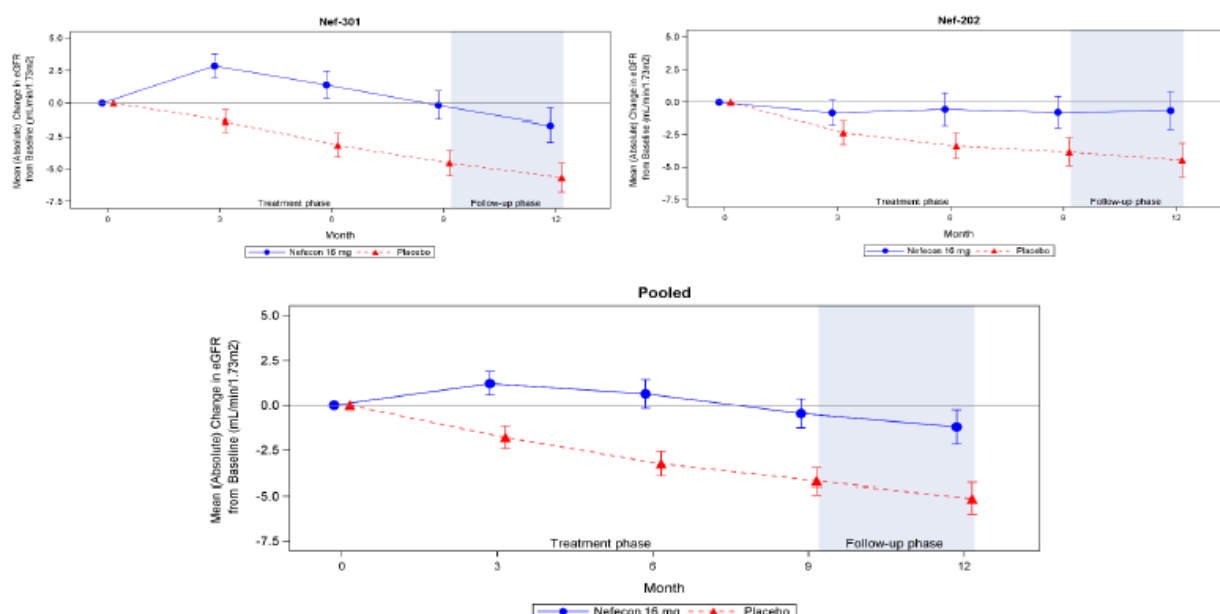 Nef-301
Mean (Absolute) Change in eGFR
from Baseline (mL/min/1.73m2)
5.0
2.5
0.0
-2.5
-5.0
-7.5
Treatment phase
Follow-up phase
0
3
6
9
12
Month
Nefecon 16 mg
Placebo
Nef-202
Mean (Absolute) Change in eGFR
from Baseline (mL/min/1.73m2)
5.0
2.5
0.0
-2.5
-5.0
-7.5
Treatment phase
Follow-up phase
0
3
6
9
12
Month
Nefecon 16 mg
Placebo
Pooled
Mean i(Absolute) Change in eGFR
from Baseline (mL/min/1.73m2)
5.0
2.5
0.0
-2.5
-5.0
-7.5
Treatment phase
Follow-up phase
0
3
6
9
12
Month
Nefecon 16 mg
Placebo